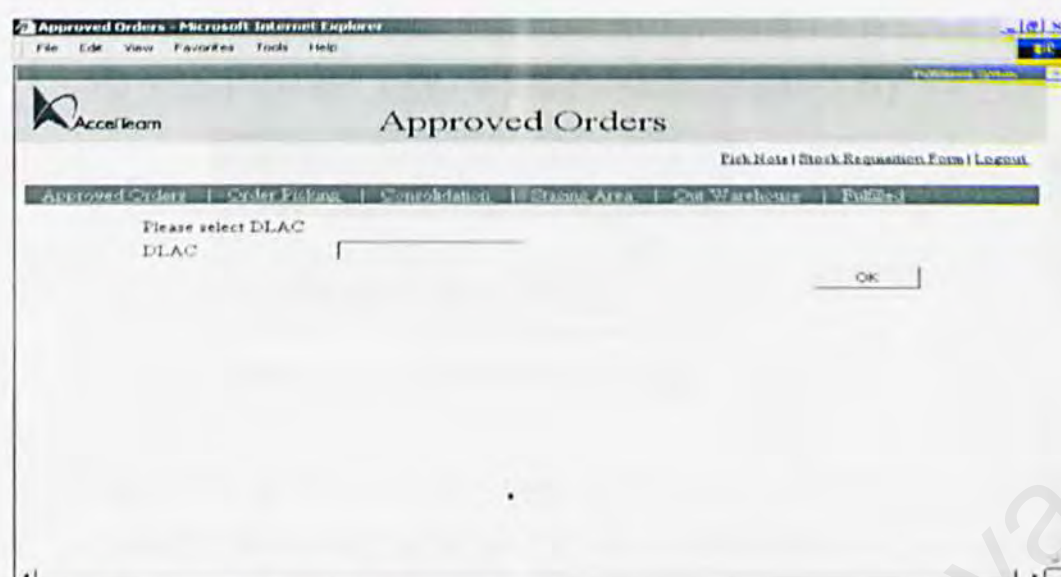 Approved Orders - Microsoft Internet Explorer
File Edit View Favorites Tools Help
AccelTeam
Approved Orders
Pick Note | Stock Requisition Form | Logout
Approved Orders | Order Picking | Consolidation | Staging Area | Out Warehouse | Fulfilled
Please select DLAC
DLAC
OK